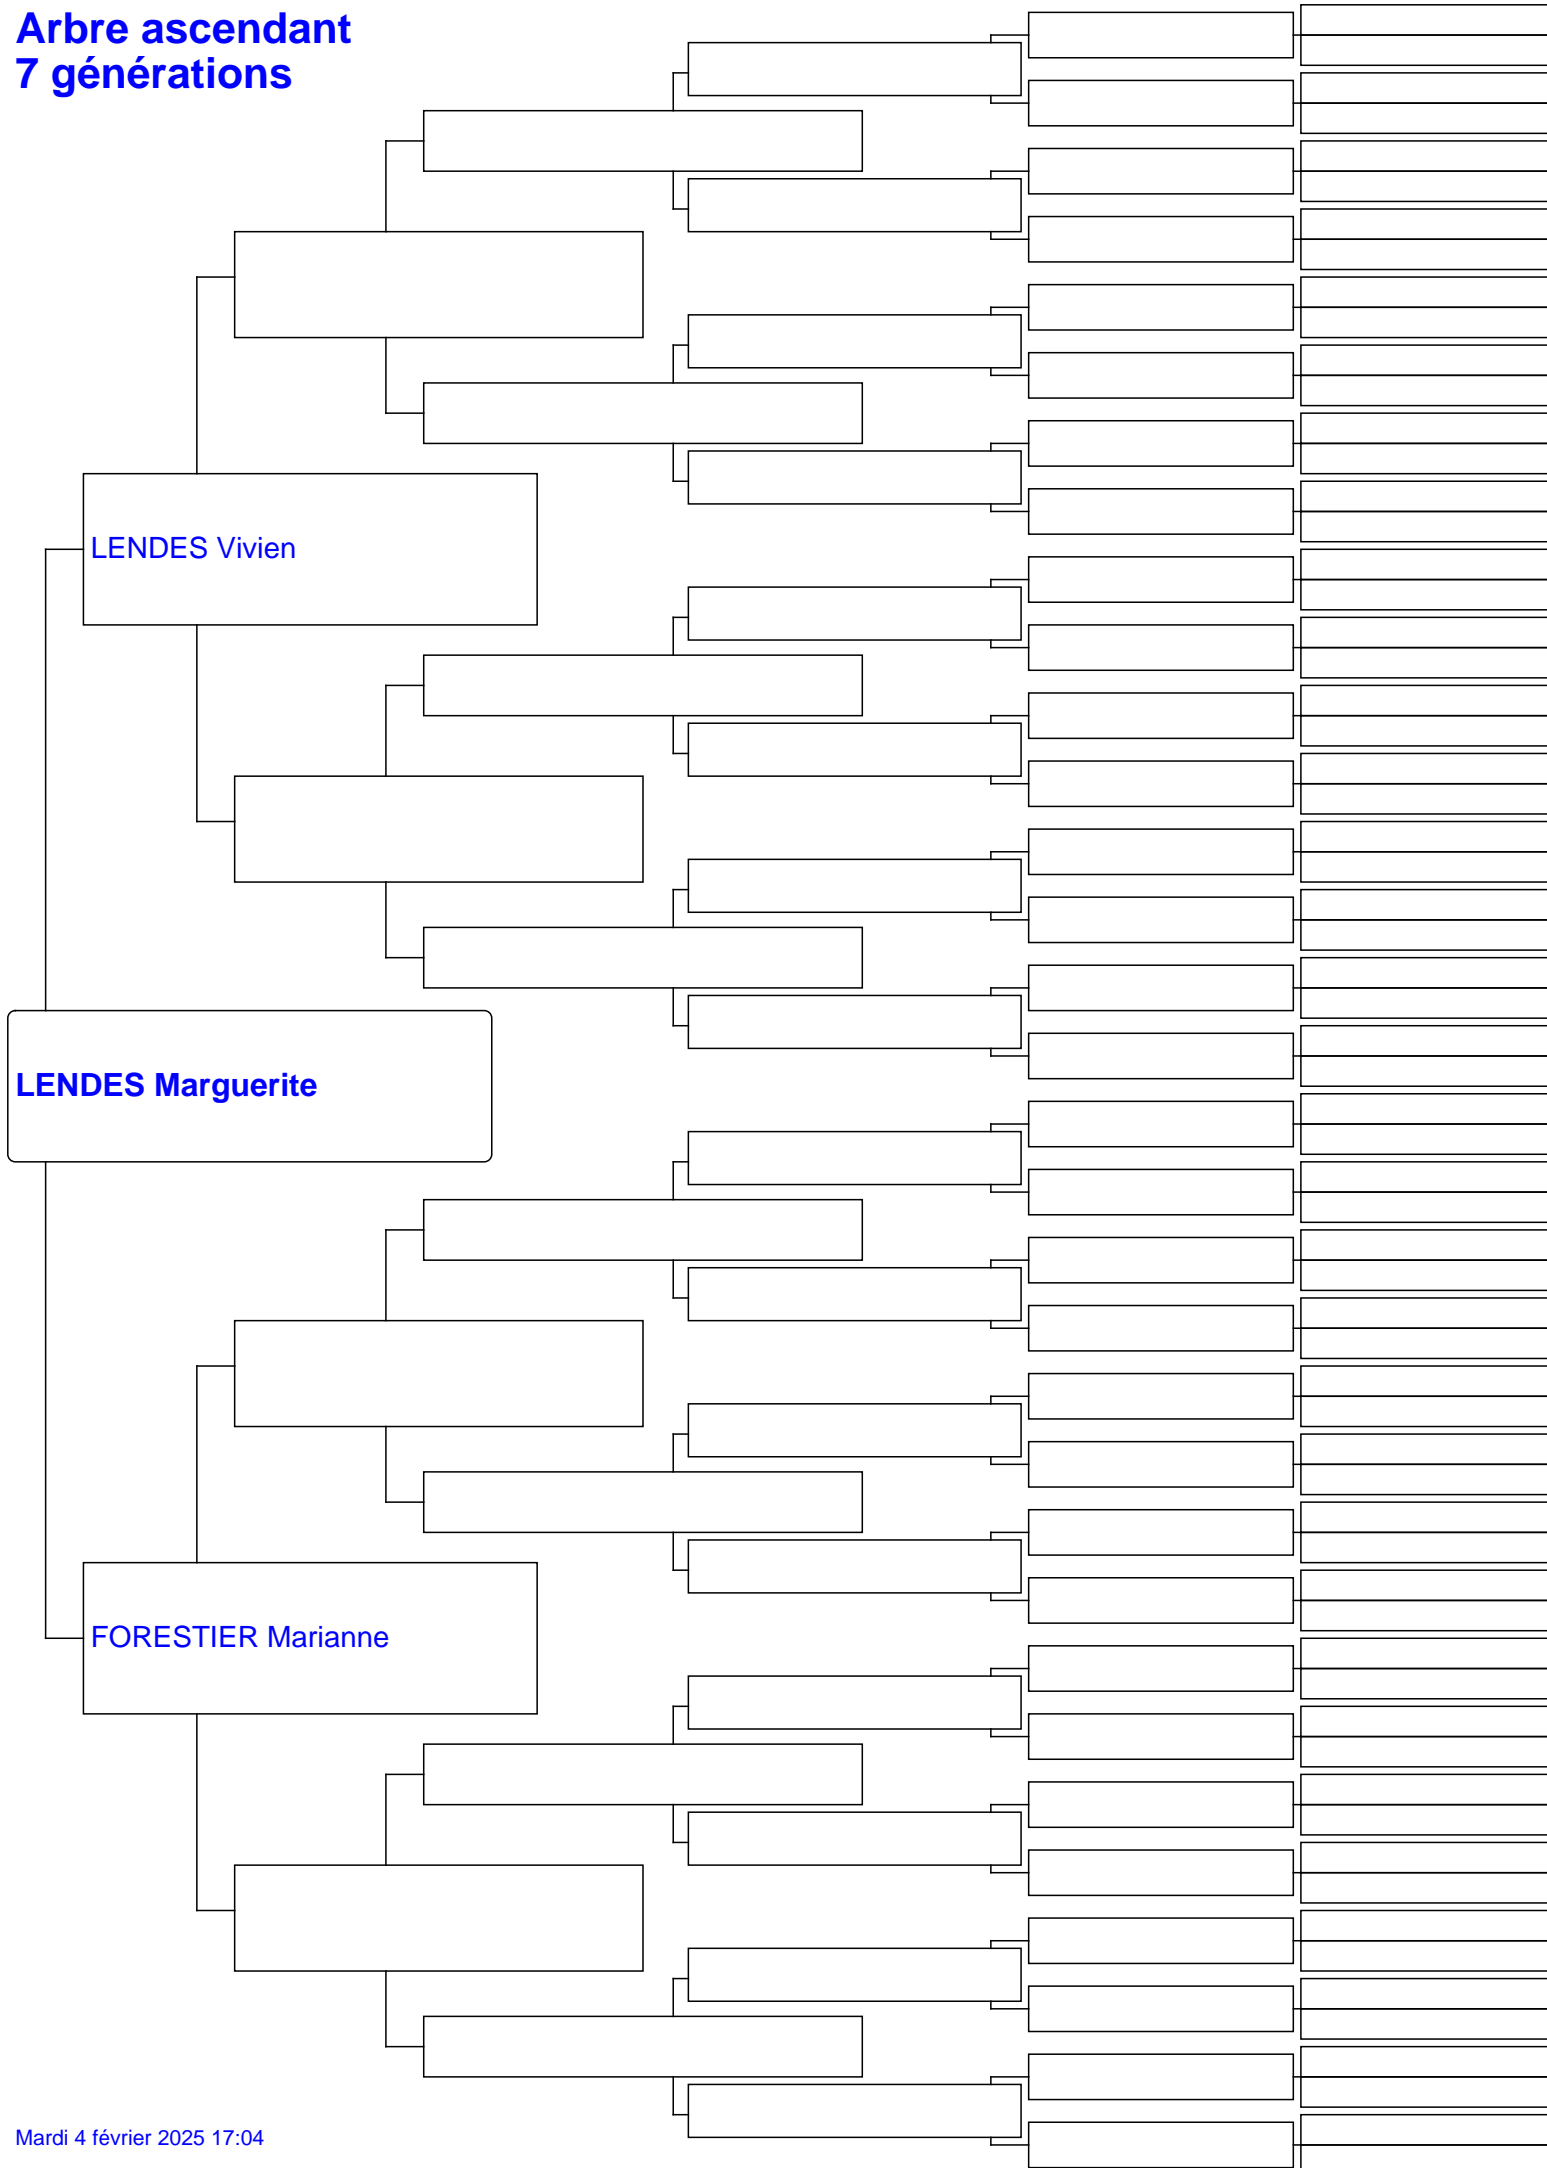 Arbre ascendant
7 générations
LENDES Vivien
LENDES Marguerite
FORESTIER Marianne
Mardi 4 février 2025 17:04